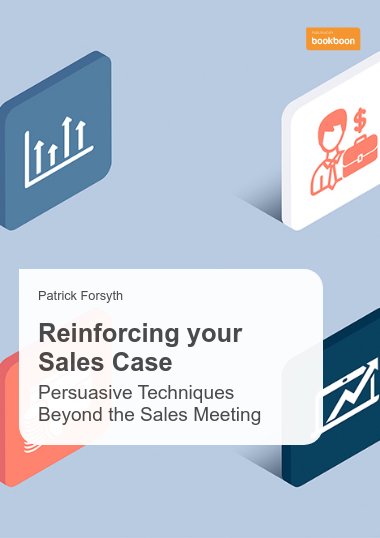 bookboon
Patrick Forsyth
Reinforcing your
Sales Case
Persuasive Techniques
Beyond the Sales Meeting